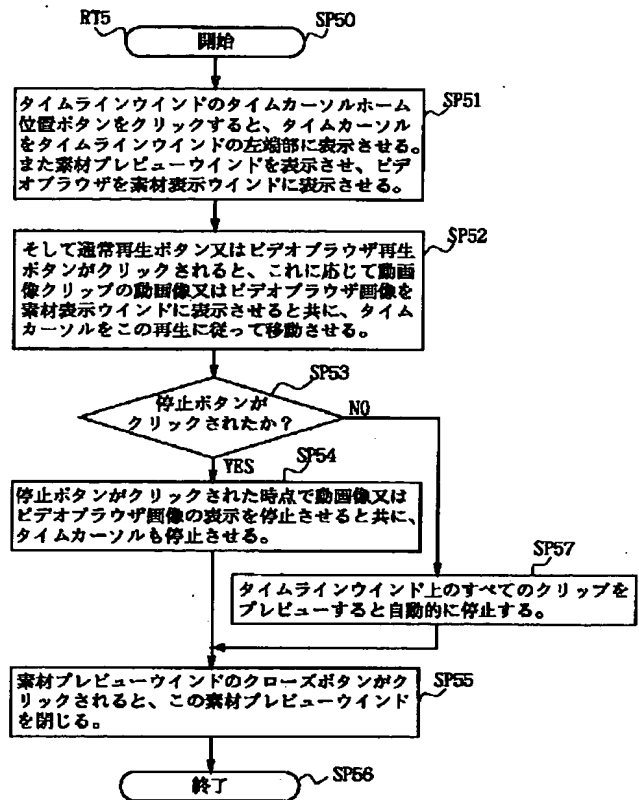 RT5
SP50
開始
SP51
タイムラインウインドのタイムカーソルホーム
位置ボタンをクリックすると、タイムカーソル
をタイムラインウインドの左端部に表示させる。
また素材プレビューウインドを表示させ、ビデ
オブラウザを素材表示ウインドに表示させる。
SP52
そして通常再生ボタン又はビデオブラウザ再生
ボタンがクリックされると、これに応じて動画
像クリップの動画像又はビデオブラウザ画像を
素材表示ウインドに表示させると共に、タイム
カーソルをこの再生に従って移動させる。
SP53
停止ボタンが
クリックされたか?
NO
YES
SP54
停止ボタンがクリックされた時点で動画像又は
ビデオブラウザ画像の表示を停止させると共に、
タイムカーソルも停止させる。
SP57
タイムラインウインド上のすべてのクリップを
プレビューすると自動的に停止する。
SP55
素材プレビューウインドのクローズボタンがク
リックされると、この素材プレビューウインド
を閉じる。
終了
SP56